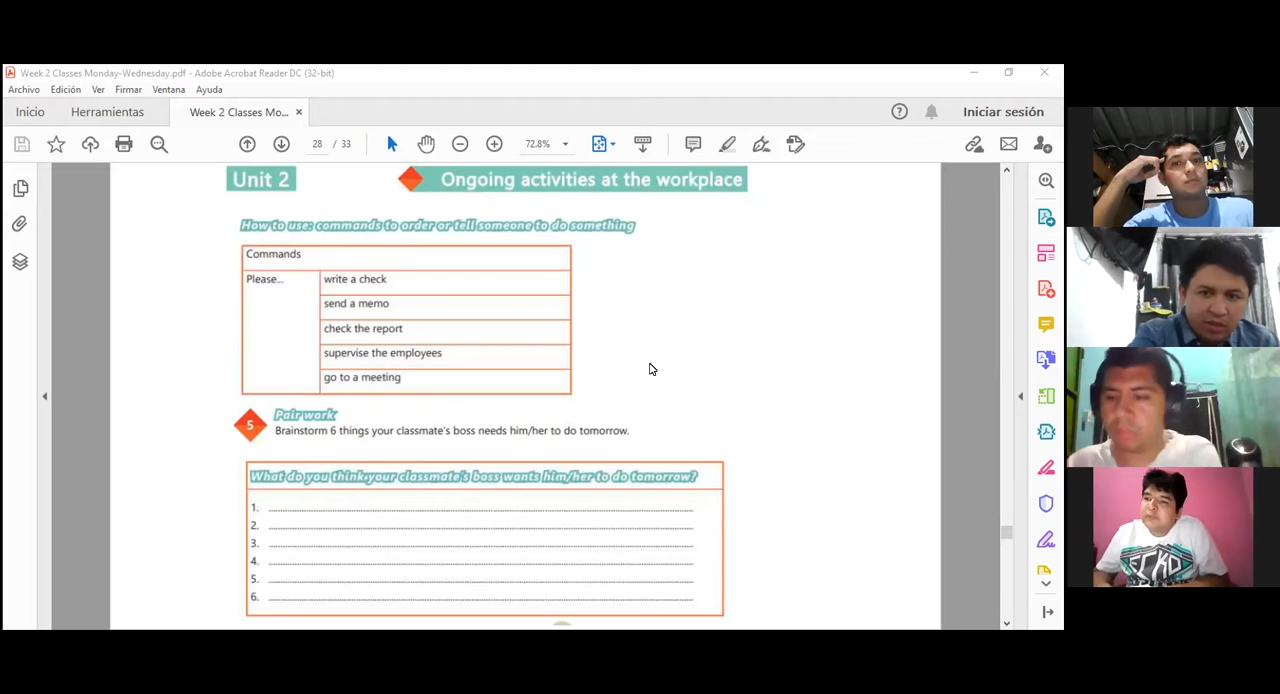 Week 2 Classes Monday-Wednesday.pdf - Adobe Acrobat Reader DC (32-bit)
Archivo Edición Ver Firmar Ventana Ayuda
Inicio Herramientas Week 2 Classes Mo... × Iniciar sesión
28 / 33 72.8%
Unit 2 Ongoing activities at the workplace
How to use: commands to order or tell someone to do something
Commands
Please... write a check
send a memo
check the report
supervise the employees
go to a meeting
5 Pair work
Brainstorm 6 things your classmate's boss needs him/her to do tomorrow.
What do you think your classmate's boss wants him/her to do tomorrow?
1.
2.
3.
4.
5.
6.
ECKO